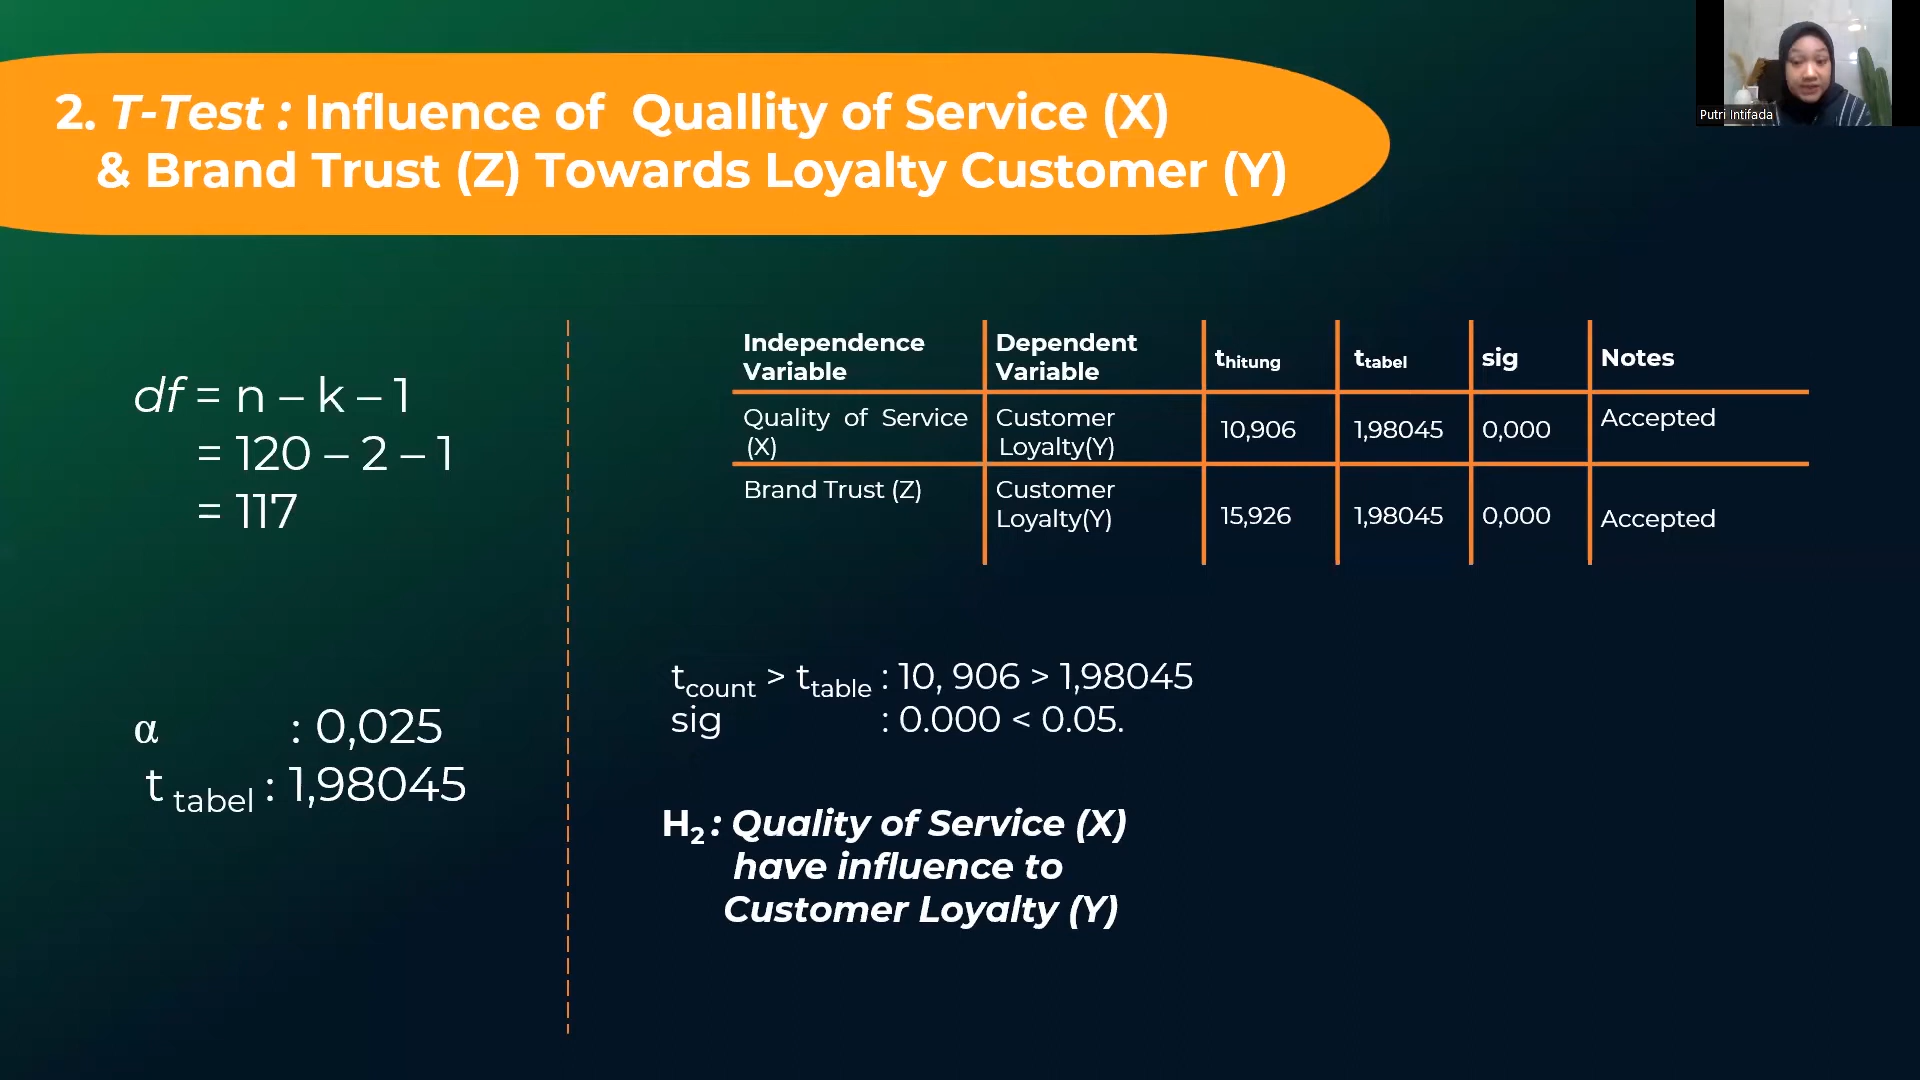 2. T-Test : Influence of Quallity of Service (X)
& Brand Trust (Z) Towards Loyalty Customer (Y)
Putri Intifada
df = n – k – 1
= 120 – 2 – 1
= 117
α : 0,025
t tabel : 1,98045
Independence Variable Dependent Variable thitung ttabel sig Notes
Quality of Service (X) Customer Loyalty(Y) 10,906 1,98045 0,000 Accepted
Brand Trust (Z) Customer Loyalty(Y) 15,926 1,98045 0,000 Accepted
tcount > ttable : 10, 906 > 1,98045
sig : 0.000 < 0.05.
H2 : Quality of Service (X)
have influence to
Customer Loyalty (Y)